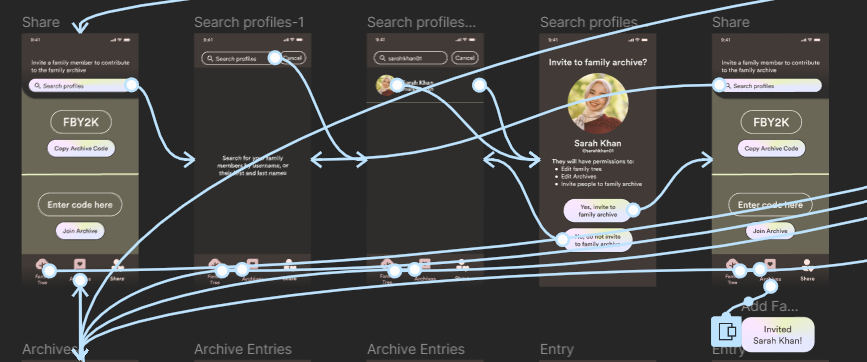 Share
Search profiles-1
Search profiles...
Search profiles
Share
9:41
Invite a family member to contribute
to the family archive
Search profiles
FBY2K
Copy Archive Code
Enter code here
Join Archive
Family
Tree
Archives
Share
9:41
Search profiles
Cancel
Search for your family
members by username, or
their first and last names
Archives
Share
9:41
sarahkhan01
Cancel
Sarah Khan
Archives
Share
9:41
Invite to family archive?
Sarah Khan
@sarahkhan01
They will have permissions to:
Edit family tree
Edit Archives
Invite people to family archive
Yes, invite to
family archive
No, do not invite
to family archive
9:41
Invite a family member to contribute
to the family archive
Search profiles
FBY2K
Copy Archive Code
Enter code here
Join Archive
Family
Tree
Archives
Share
Add Fa...
Invited
Sarah Khan!
Archives
Archive Entries
Archive Entries
Entry
Entry